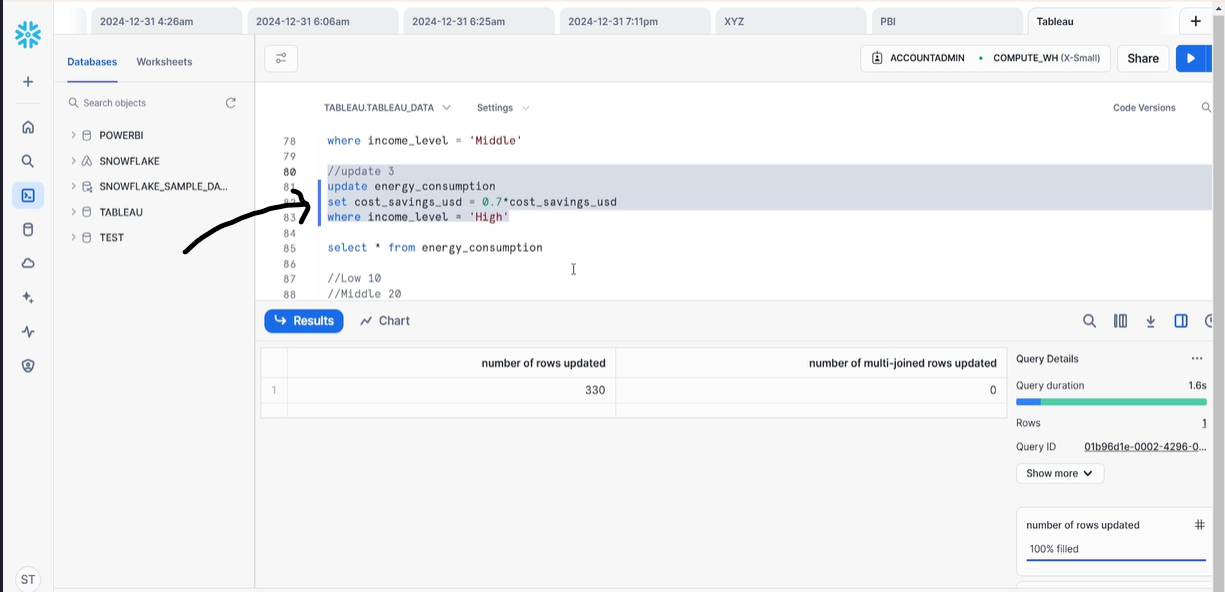 2024-12-31 4:26am
2024-12-31 6:06am
2024-12-31 6:25am
2024-12-31 7:11pm
XYZ
PBI
Tableau
+
Databases
Worksheets
ACCOUNTADMIN • COMPUTE_WH (X-Small)
Share
Search objects
POWERBI
SNOWFLAKE
SNOWFLAKE_SAMPLE_DA...
TABLEAU
TEST
TABLEAU.TABLEAU_DATA
Settings
Code Versions
78 where income_level = 'Middle'
79
80 //update 3
81 update energy_consumption
set cost_savings_usd = 0.7*cost_savings_usd
83 where income_level = 'High'
84
85 select * from energy_consumption
86
87 //Low 10
88 //Middle 20
Results
Chart
number of rows updated
number of multi-joined rows updated
1 330 0
Query Details
...
Query duration 1.6s
Rows 1
Query ID 01b96d1e-0002-4296-0...
Show more
number of rows updated #
100% filled
ST